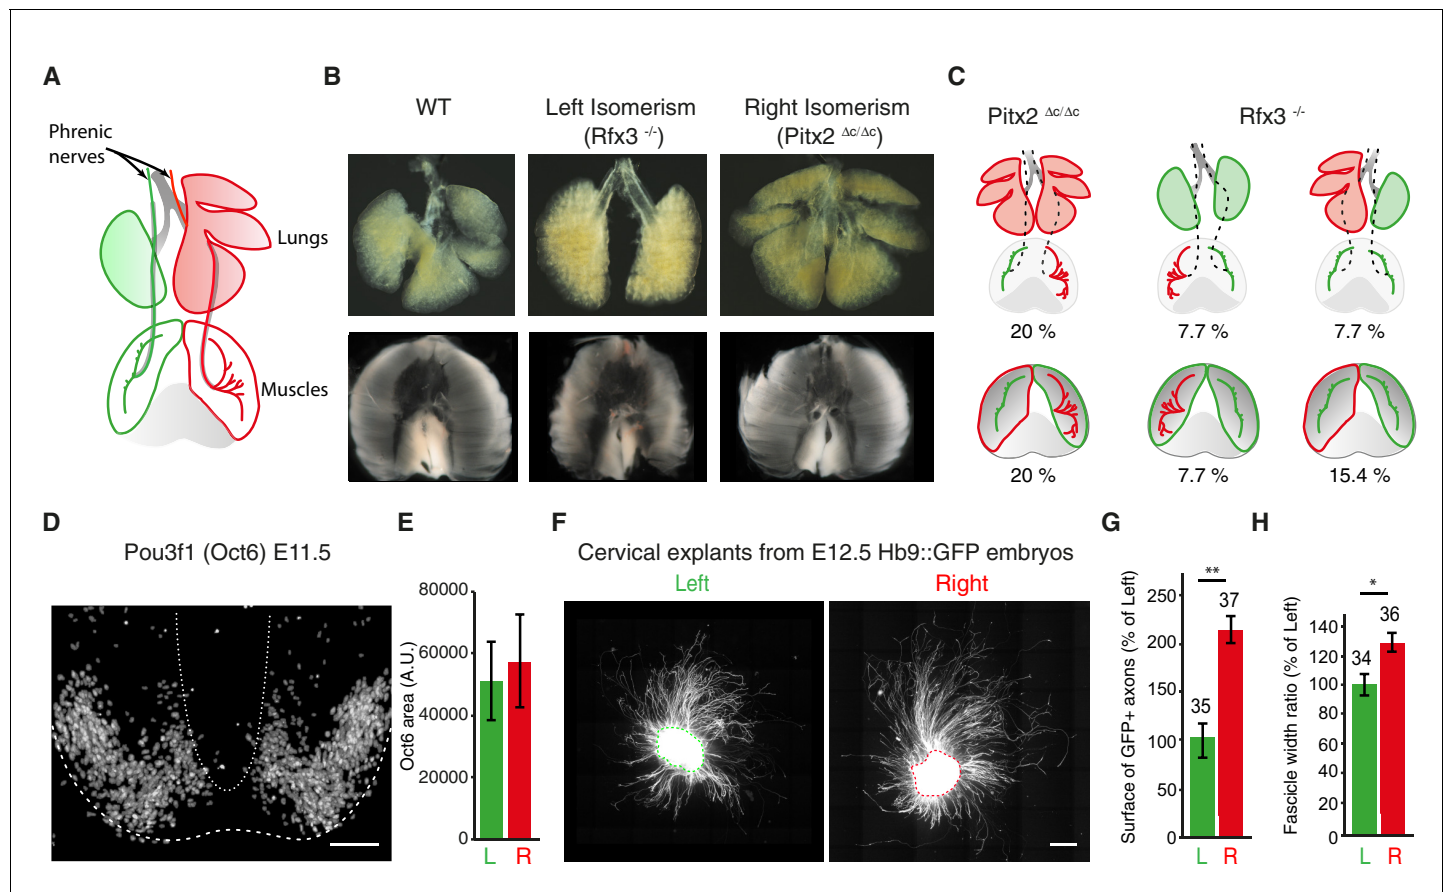 A
Phrenic
nerves
Lungs
Muscles
B
WT
Left Isomerism
(Rfx3 -/-)
Right Isomerism
(Pitx2 Δc/Δc)
C
Pitx2 Δc/Δc
Rfx3 -/-
20 %
7.7 %
7.7 %
20 %
7.7 %
15.4 %
D
Pou3f1 (Oct6) E11.5
E
Oct6 area (A.U.)
80000
60000
40000
20000
0
L
R
F
Cervical explants from E12.5 Hb9::GFP embryos
Left
Right
G
Surface of GFP+ axons (% of Left)
250
200
150
100
50
0
**
35
37
L
R
H
Fascicle width ratio (% of Left)
140
120
100
80
60
40
20
0
*
34
36
L
R